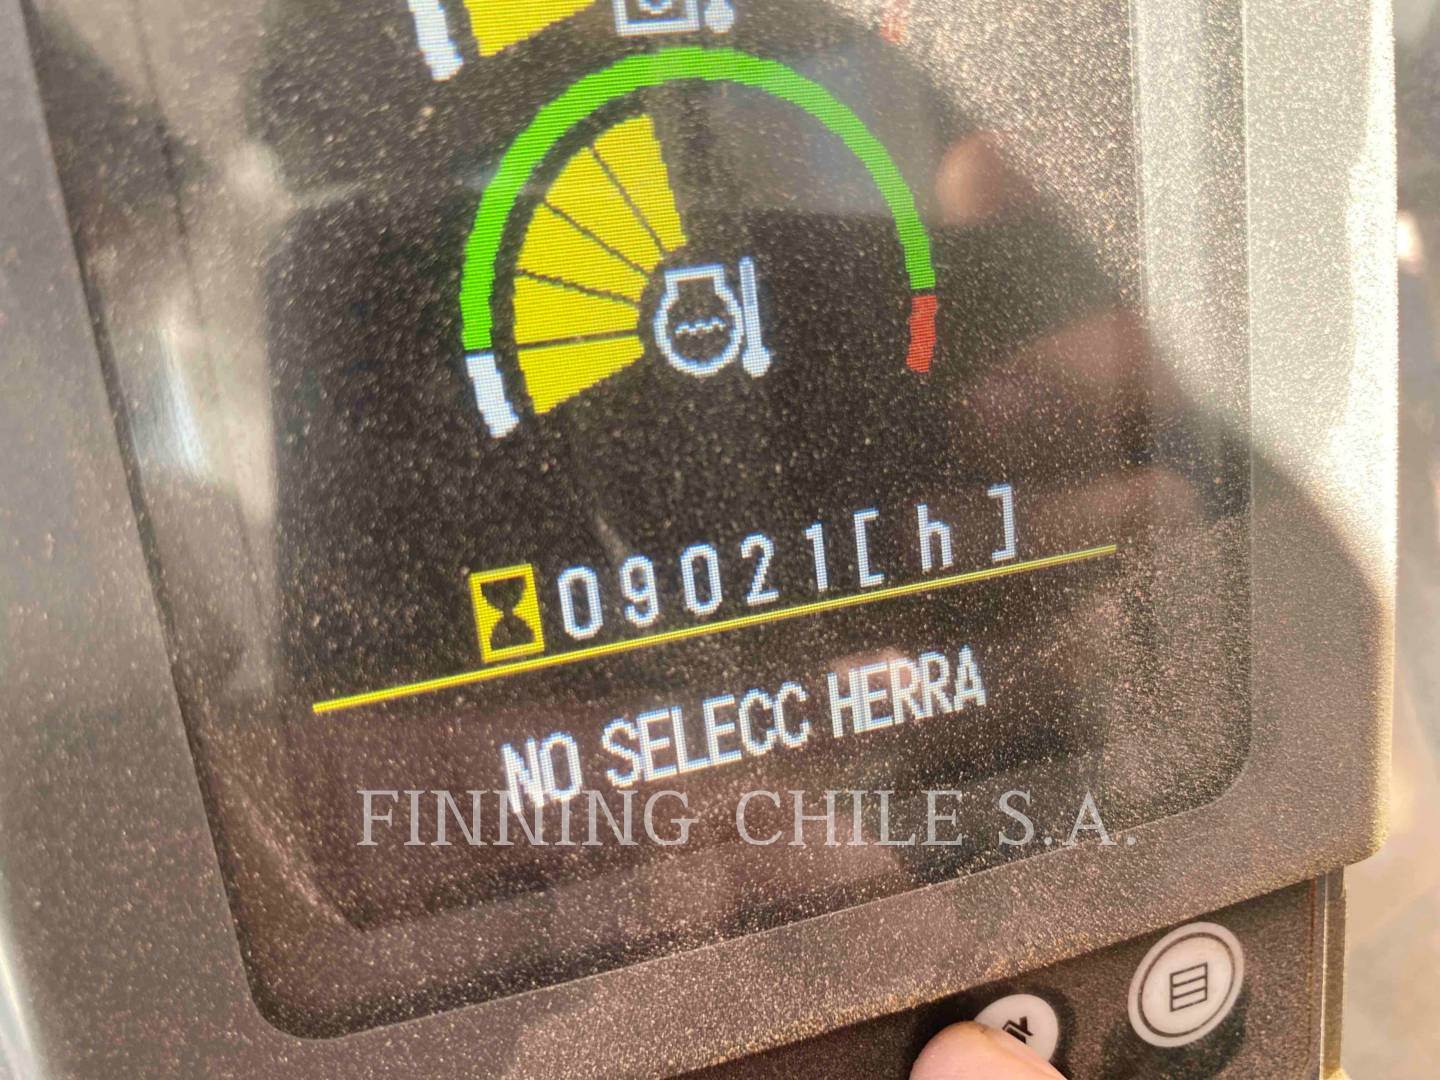 09021[h]
NO SELECC HERRA
FINNING CHILE S.A.